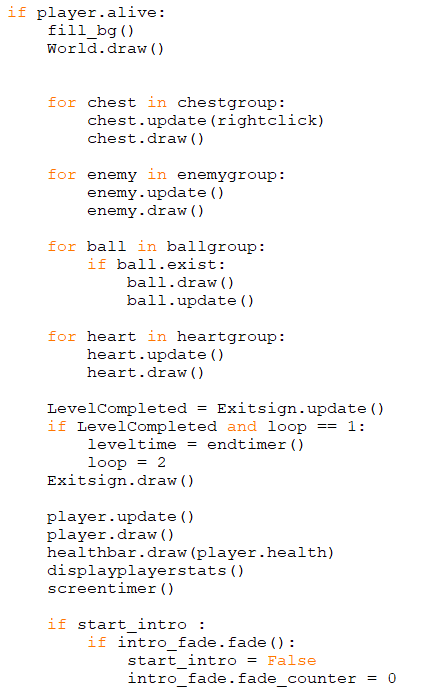 if player.alive:
    fill_bg()
    World.draw()


    for chest in chestgroup:
        chest.update(rightclick)
        chest.draw()

    for enemy in enemygroup:
        enemy.update()
        enemy.draw()

    for ball in ballgroup:
        if ball.exist:
            ball.draw()
            ball.update()

    for heart in heartgroup:
        heart.update()
        heart.draw()

    LevelCompleted = Exitsign.update()
    if LevelCompleted and loop == 1:
        leveltime = endtimer()
        loop = 2
    Exitsign.draw()

    player.update()
    player.draw()
    healthbar.draw(player.health)
    displayplayerstats()
    screentimer()

    if start_intro :
        if intro_fade.fade():
            start_intro = False
            intro_fade.fade_counter = 0